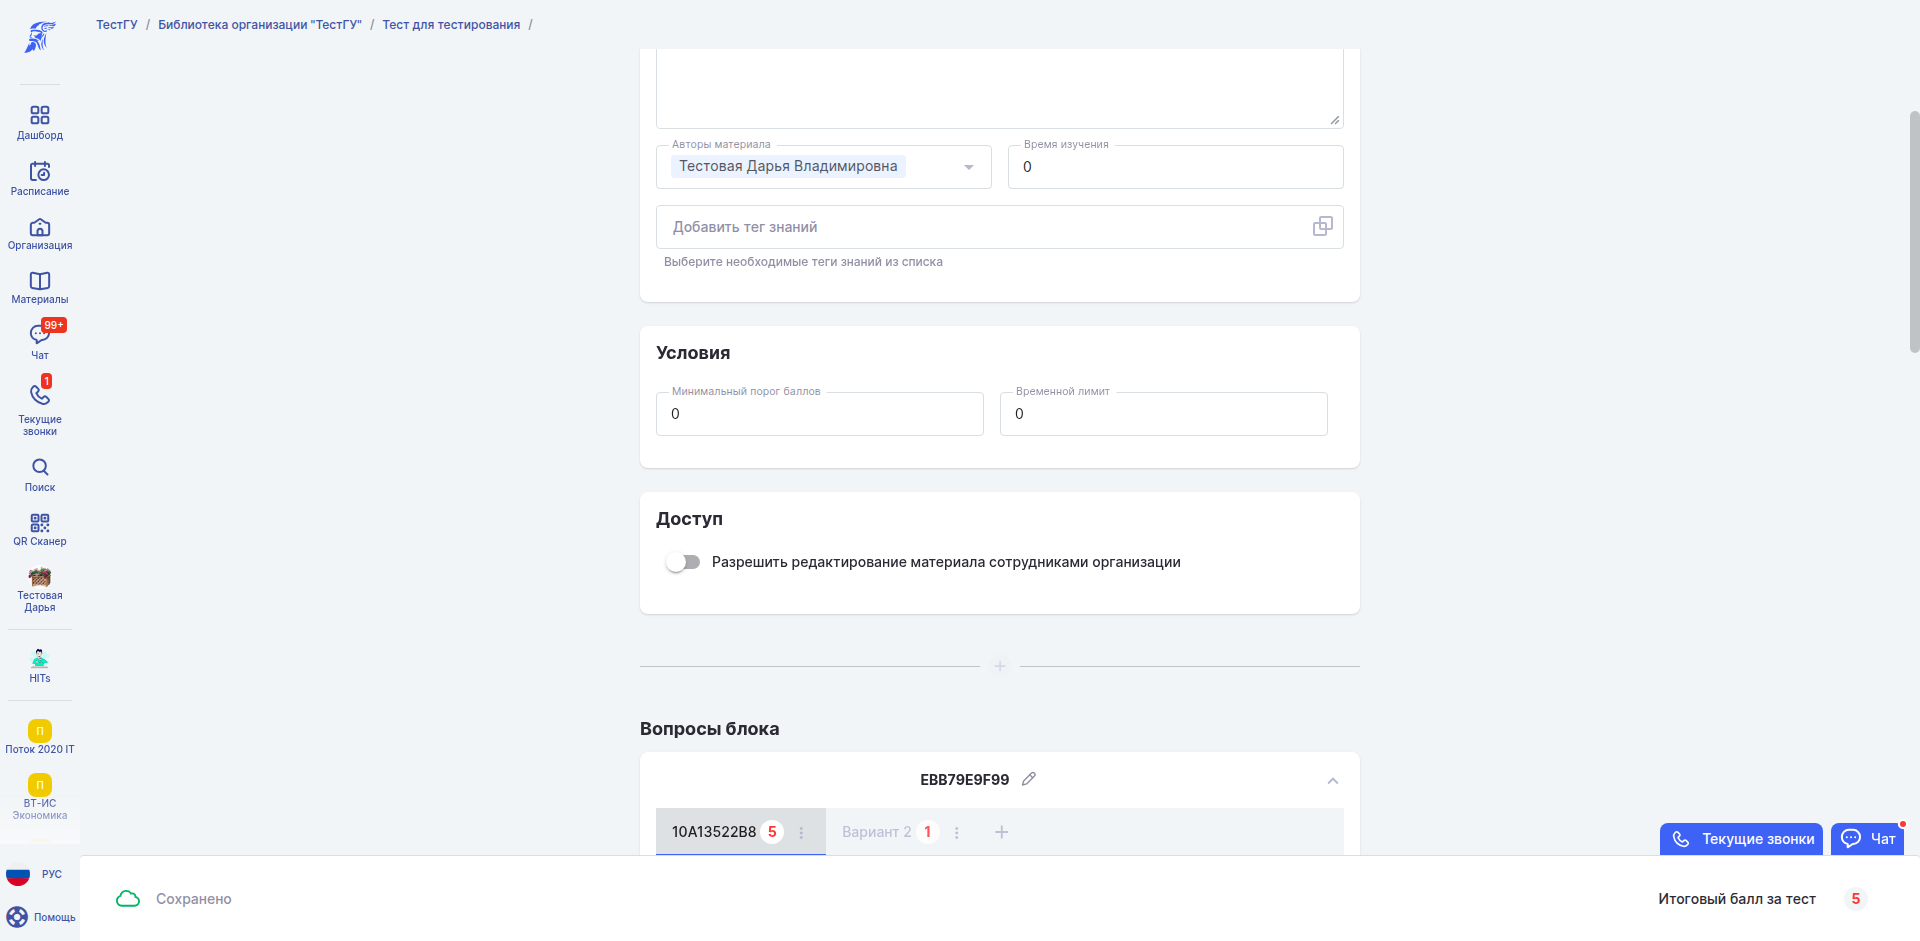 ТестГУ / Библиотека организации "ТестГУ" / Тест для тестирования /
Дашборд
Расписание
Организация
Материалы
99+
Чат
1
Текущие
звонки
Поиск
QR Сканер
Тестовая
Дарья
HITs
П
Поток 2020 IT
П
ВТ-ИС
Экономика
РУС
Помощь
Авторы материала
Тестовая Дарья Владимировна
Время изучения
0
Добавить тег знаний
Выберите необходимые теги знаний из списка
Условия
Минимальный порог баллов
0
Временной лимит
0
Доступ
Разрешить редактирование материала сотрудниками организации
Вопросы блока
EBB79E9F99
10A13522B8 5
Вариант 2 1
Текущие звонки
Чат
Сохранено
Итоговый балл за тест 5